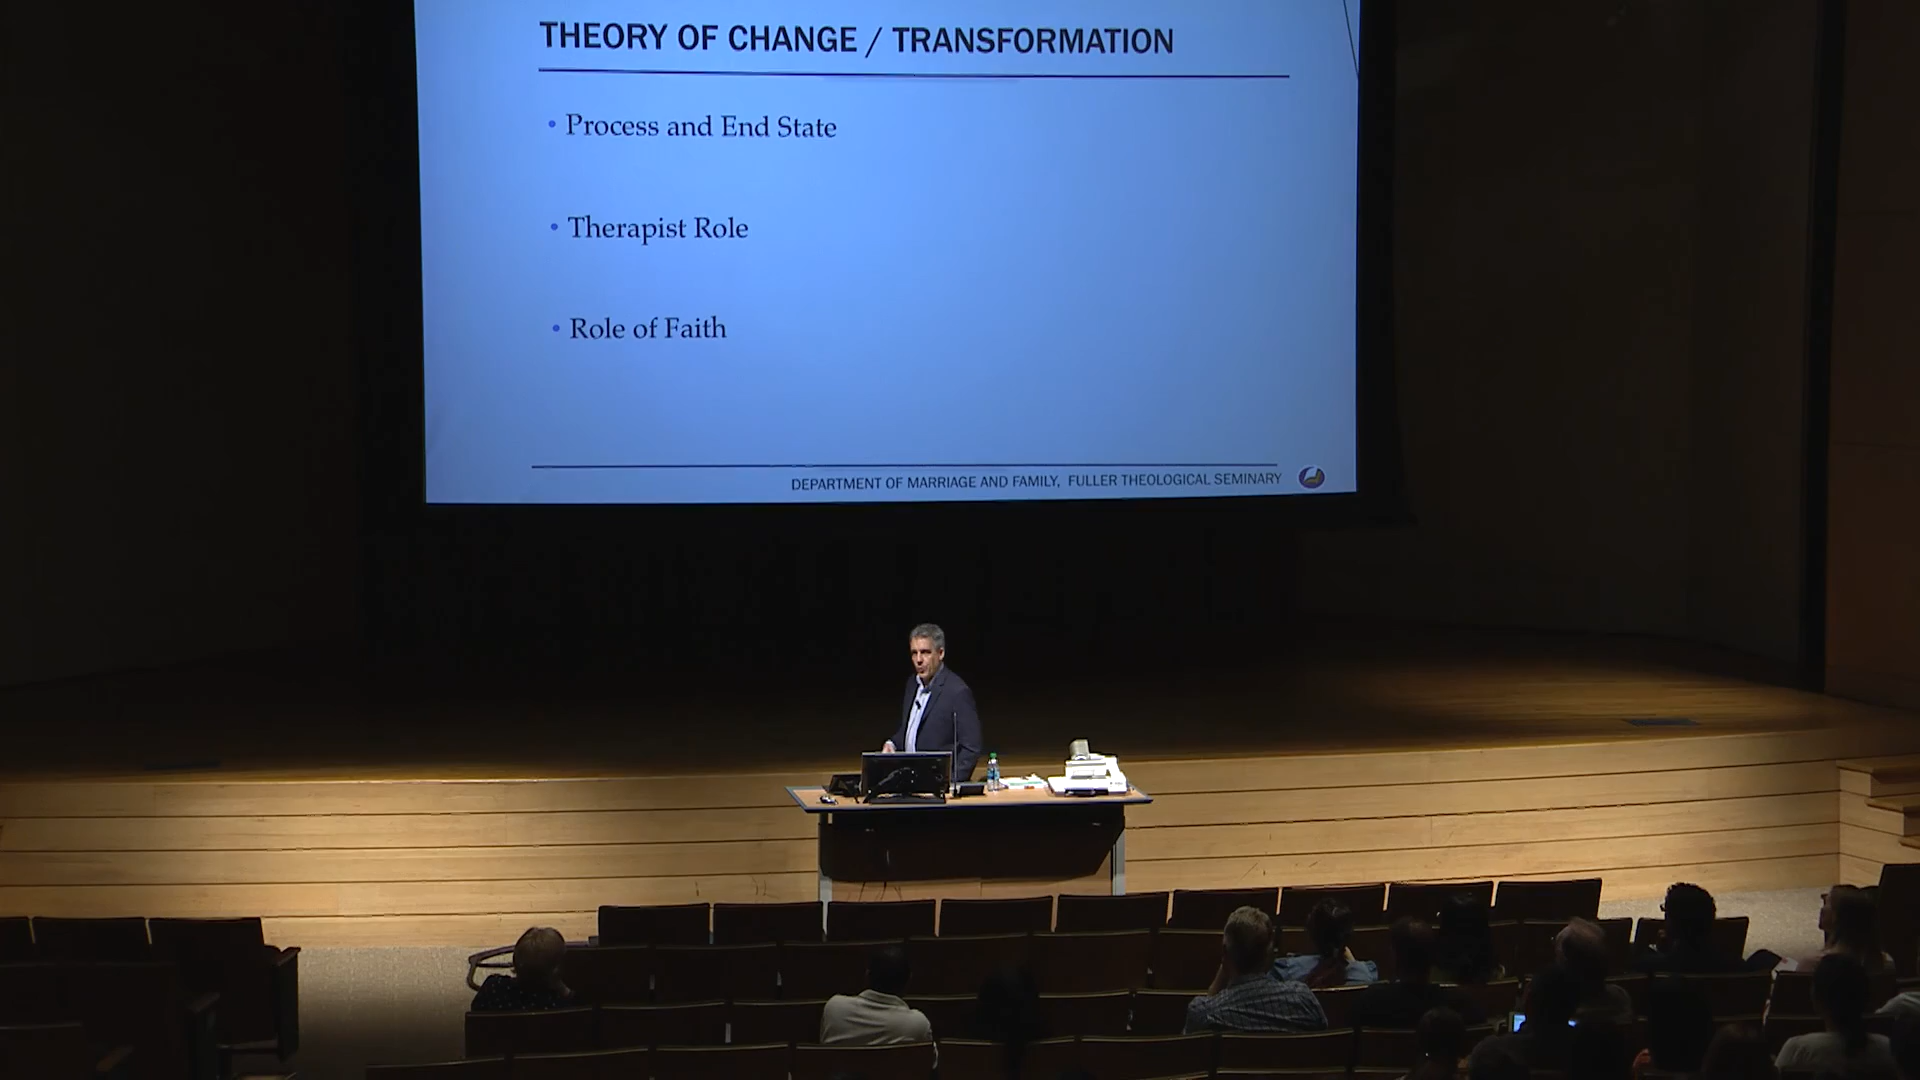 THEORY OF CHANGE / TRANSFORMATION
• Process and End State
• Therapist Role
• Role of Faith
DEPARTMENT OF MARRIAGE AND FAMILY, FULLER THEOLOGICAL SEMINARY